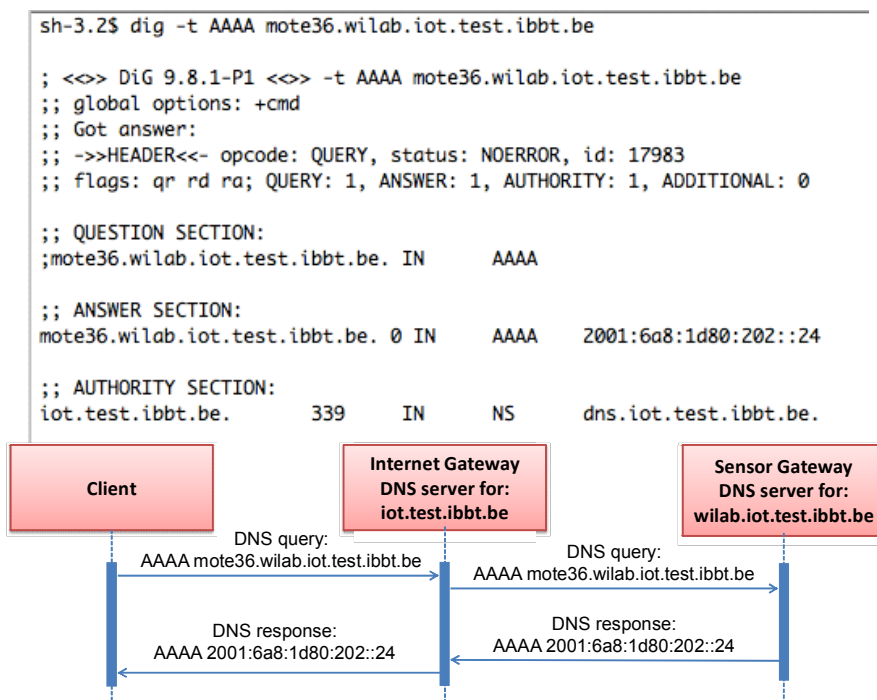 sh-3.2$ dig -t AAAA mote36.wilab.iot.test.ibbt.be
; <<>> DiG 9.8.1-P1 <<>> -t AAAA mote36.wilab.iot.test.ibbt.be
;; global options: +cmd
;; Got answer:
;; ->>HEADER<<- opcode: QUERY, status: NOERROR, id: 17983
;; flags: qr rd ra; QUERY: 1, ANSWER: 1, AUTHORITY: 1, ADDITIONAL: 0
;; QUESTION SECTION:
;mote36.wilab.iot.test.ibbt.be. IN AAAA
;; ANSWER SECTION:
mote36.wilab.iot.test.ibbt.be. 0 IN AAAA 2001:6a8:1d80:202::24
;; AUTHORITY SECTION:
iot.test.ibbt.be. 339 IN NS dns.iot.test.ibbt.be.
Client
Internet Gateway
DNS server for:
iot.test.ibbt.be
Sensor Gateway
DNS server for:
wilab.iot.test.ibbt.be
DNS query:
AAAA mote36.wilab.iot.test.ibbt.be
DNS query:
AAAA mote36.wilab.iot.test.ibbt.be
DNS response:
AAAA 2001:6a8:1d80:202::24
DNS response:
AAAA 2001:6a8:1d80:202::24